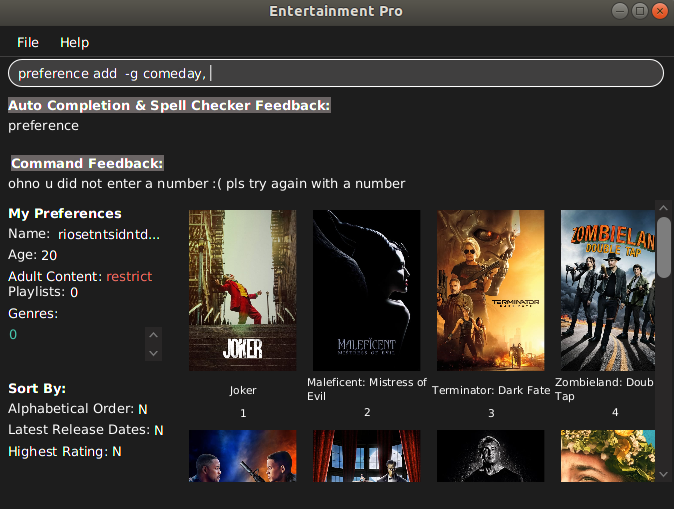 Entertainment Pro
File Help
preference add -g comeday,
Auto Completion & Spell Checker Feedback:
preference
Command Feedback:
ohno u did not enter a number :( pls try again with a number
My Preferences
Name: riosetntsidntd...
Age: 20
Adult Content: restrict
Playlists: 0
Genres:
0
Sort By:
Alphabetical Order: N
Latest Release Dates: N
Highest Rating: N
JOKER
Joker
1
MALEFICENT
MISTRESS OF EVIL
Maleficent: Mistress of
Evil
2
TERMINATOR
DARK FATE
Terminator: Dark Fate
3
ZOMBIELAN
DOUBLE TAP
Zombieland: Doub
Tap
4